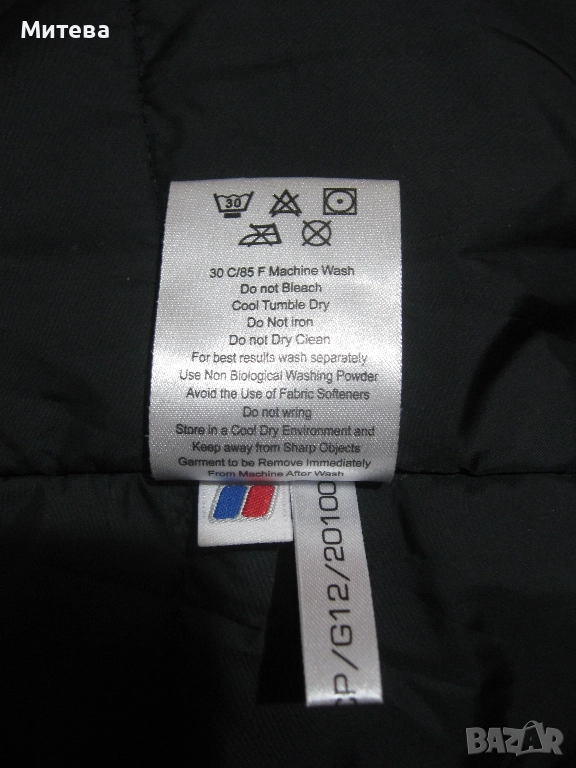 Митева
30
30 C/85 F Machine Wash
Do not Bleach
Cool Tumble Dry
Do Not iron
Do not Dry Clean
For best results wash separately
Use Non Biological Washing Powder
Avoid the Use of Fabric Softeners
Do not wring
Store in a Cool Dry Environment and
Keep away from Sharp Objects
Garment to be Remove Immediately
From Machine After Wash
CP/G12/20100
BAZAR